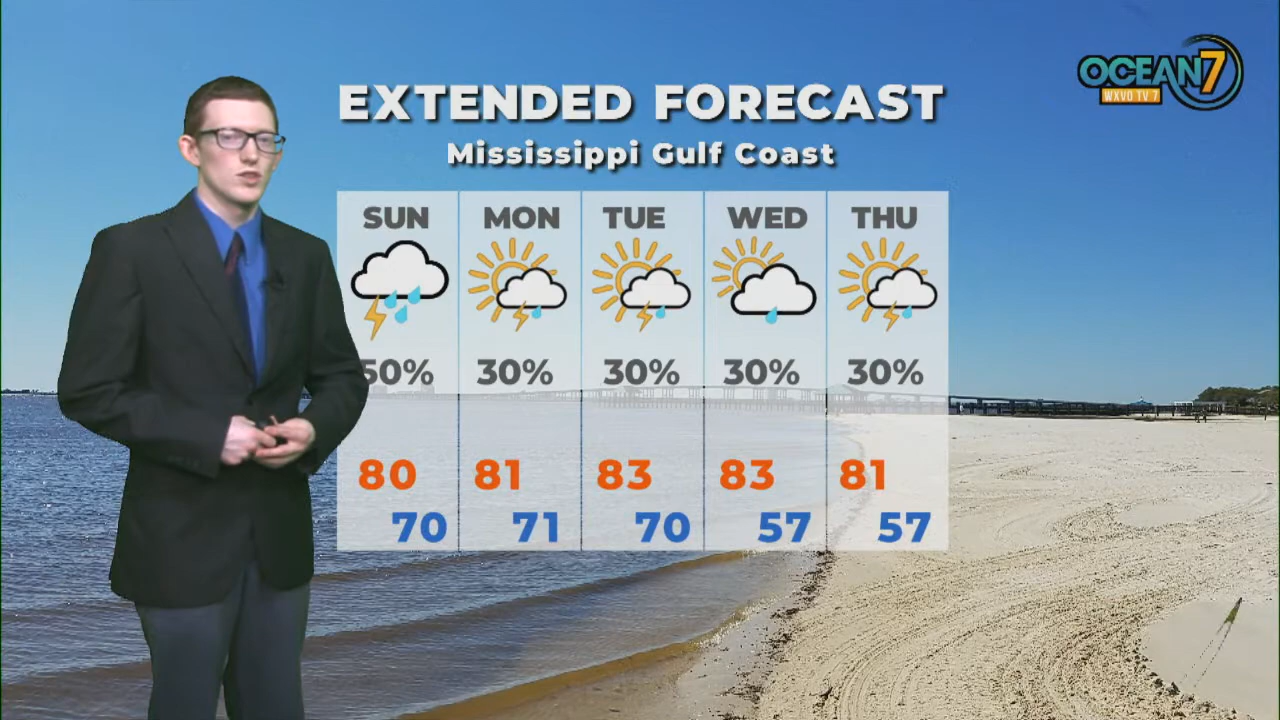 OCEAN7
WXVO TV 7
EXTENDED FORECAST
Mississippi Gulf Coast
SUN MON TUE WED THU
50% 30% 30% 30% 30%
80 81 83 83 81
70 71 70 57 57